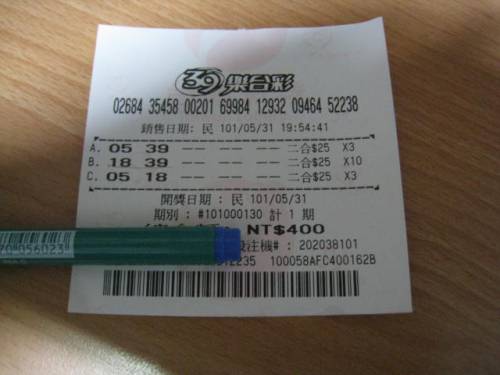 39 樂合彩
02684 35458 00201 69984 12932 09464 52238
銷售日期: 民 101/05/31 19:54:41
A. 05 39 -- -- -- 二合$25 X3
B. 18 39 -- -- -- 二合$25 X10
C. 05 18 -- -- -- 二合$25 X3
開獎日期 : 民 101/05/31
期別 : #101000130 計 1 期
NT$400
投注機# : 202038101
2235 100058AFC400162B